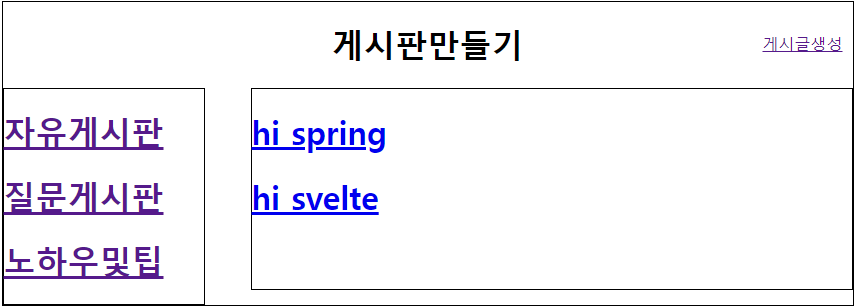 게시판만들기
게시글생성
자유게시판
질문게시판
노하우및팁
hi spring
hi svelte